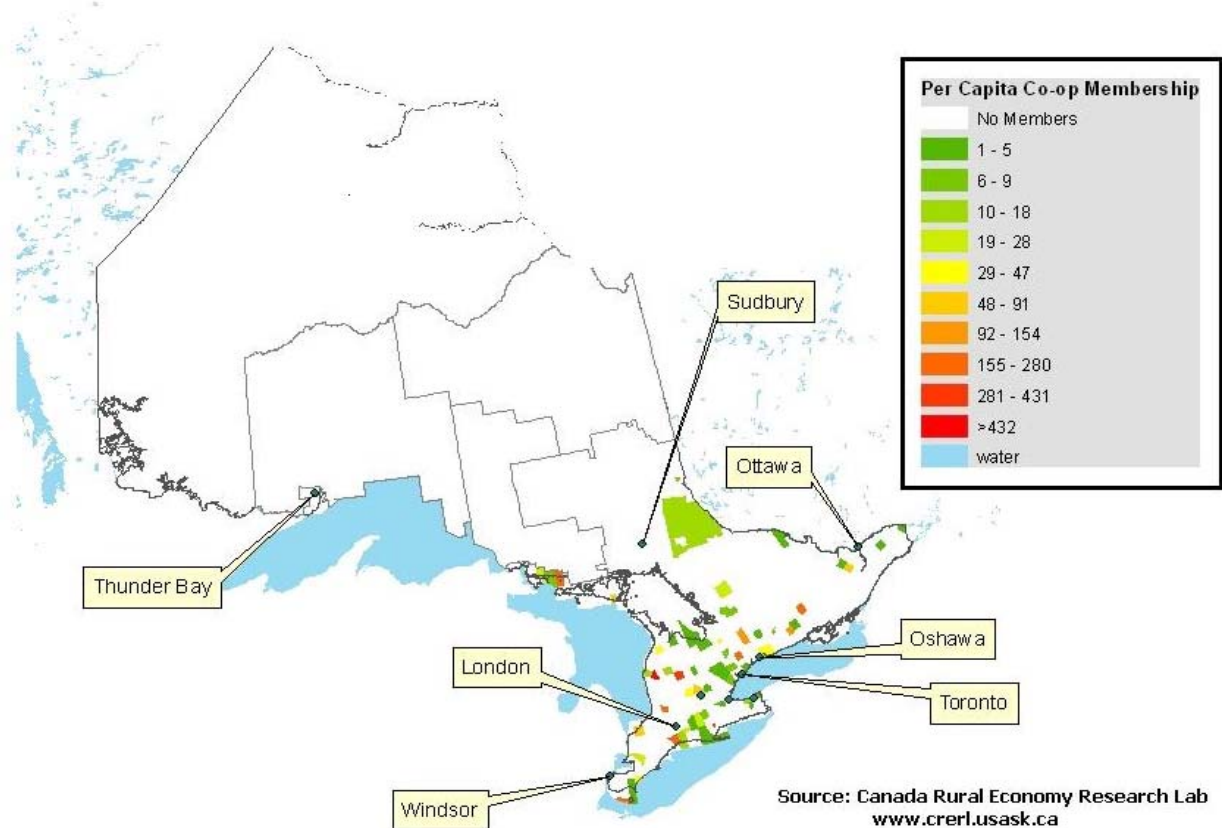 Per Capita Co-op Membership
No Members
1 - 5
6 - 9
10 - 18
19 - 28
29 - 47
48 - 91
92 - 154
155 - 280
281 - 431
>432
water
Sudbury
Ottawa
Thunder Bay
Oshawa
London
Toronto
Windsor
Source: Canada Rural Economy Research Lab
www.crerl.usask.ca